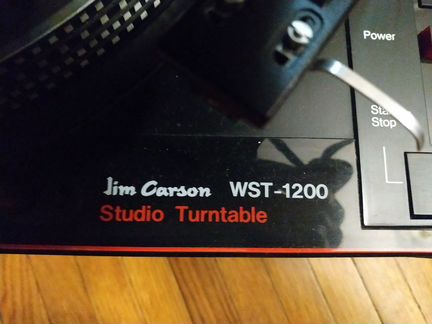 Power
Start
Stop
Jim Carson WST-1200
Studio Turntable